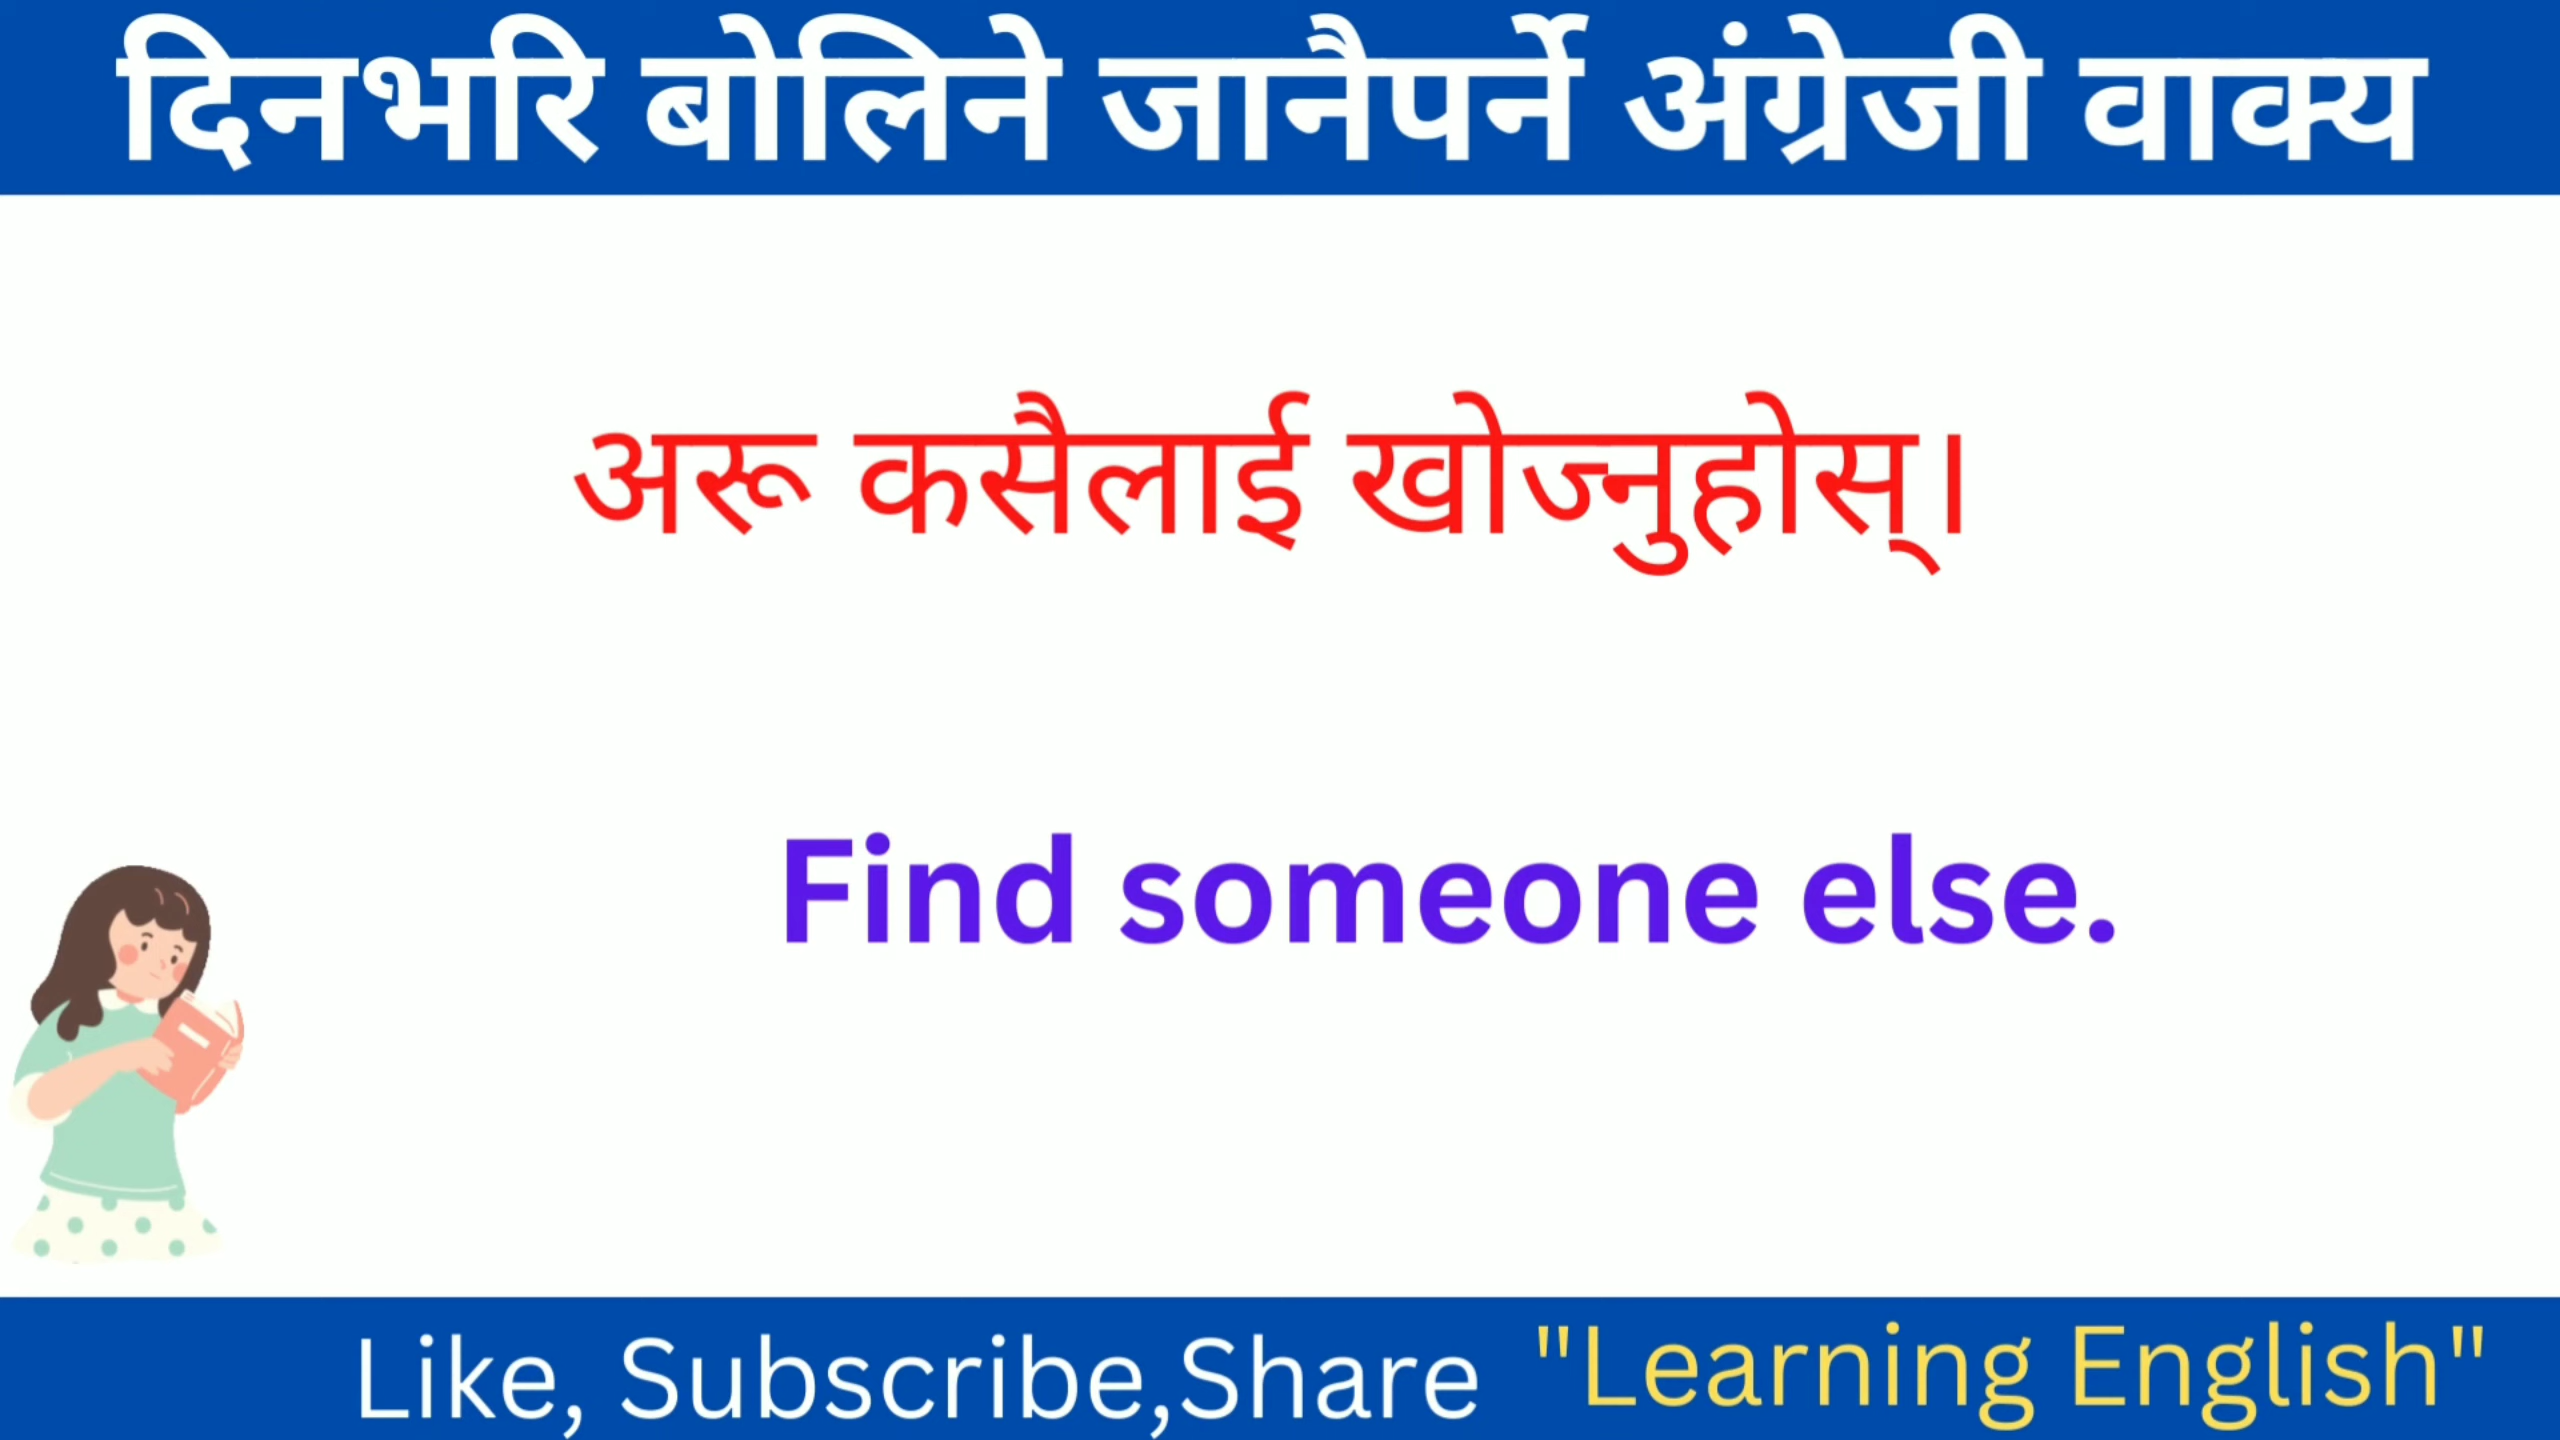 दिनभरि बोलिने जानैपर्ने अंग्रेजी वाक्य
अरू कसैलाई खोज्नुहोस्।
Find someone else.
Like, Subscribe,Share "Learning English"